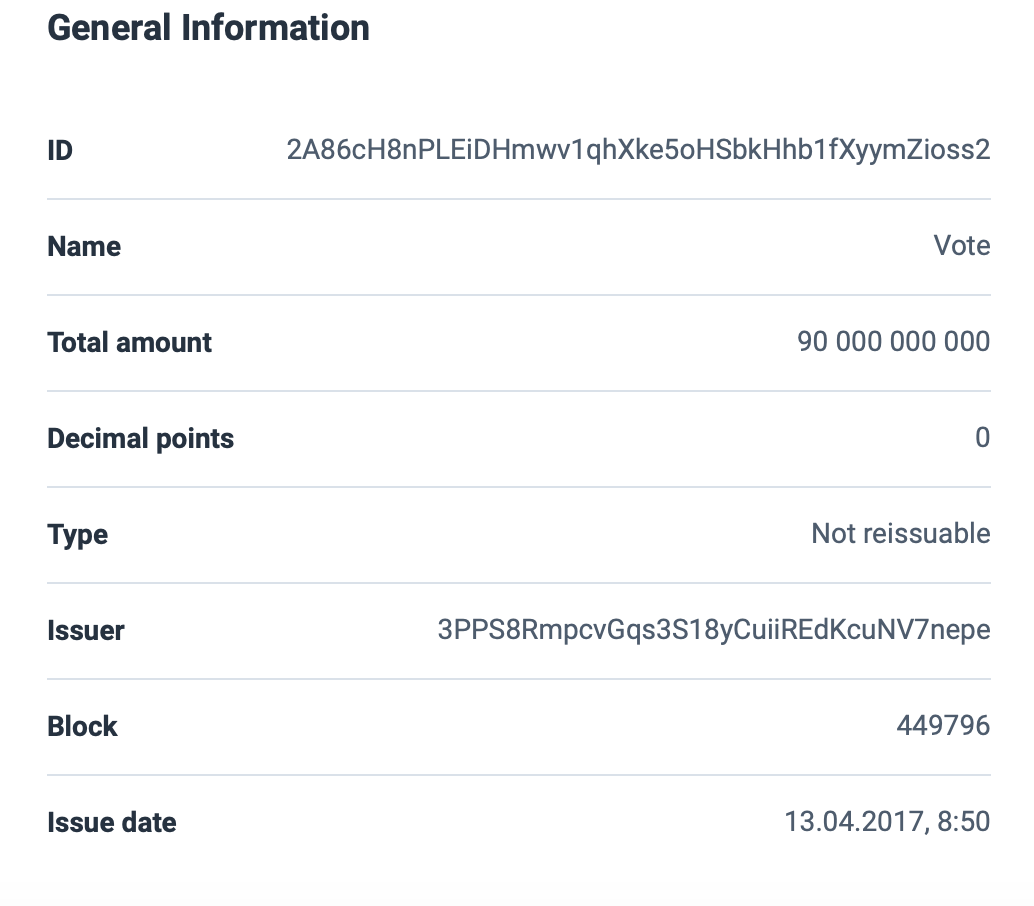 General Information
ID 2A86cH8nPLEiDHmwv1qhXke5oHSbkHhb1fXyymZioss2
Name Vote
Total amount 90 000 000 000
Decimal points 0
Type Not reissuable
Issuer 3PPS8RmpcvGqs3S18yCuiiREdKcuNV7nepe
Block 449796
Issue date 13.04.2017, 8:50